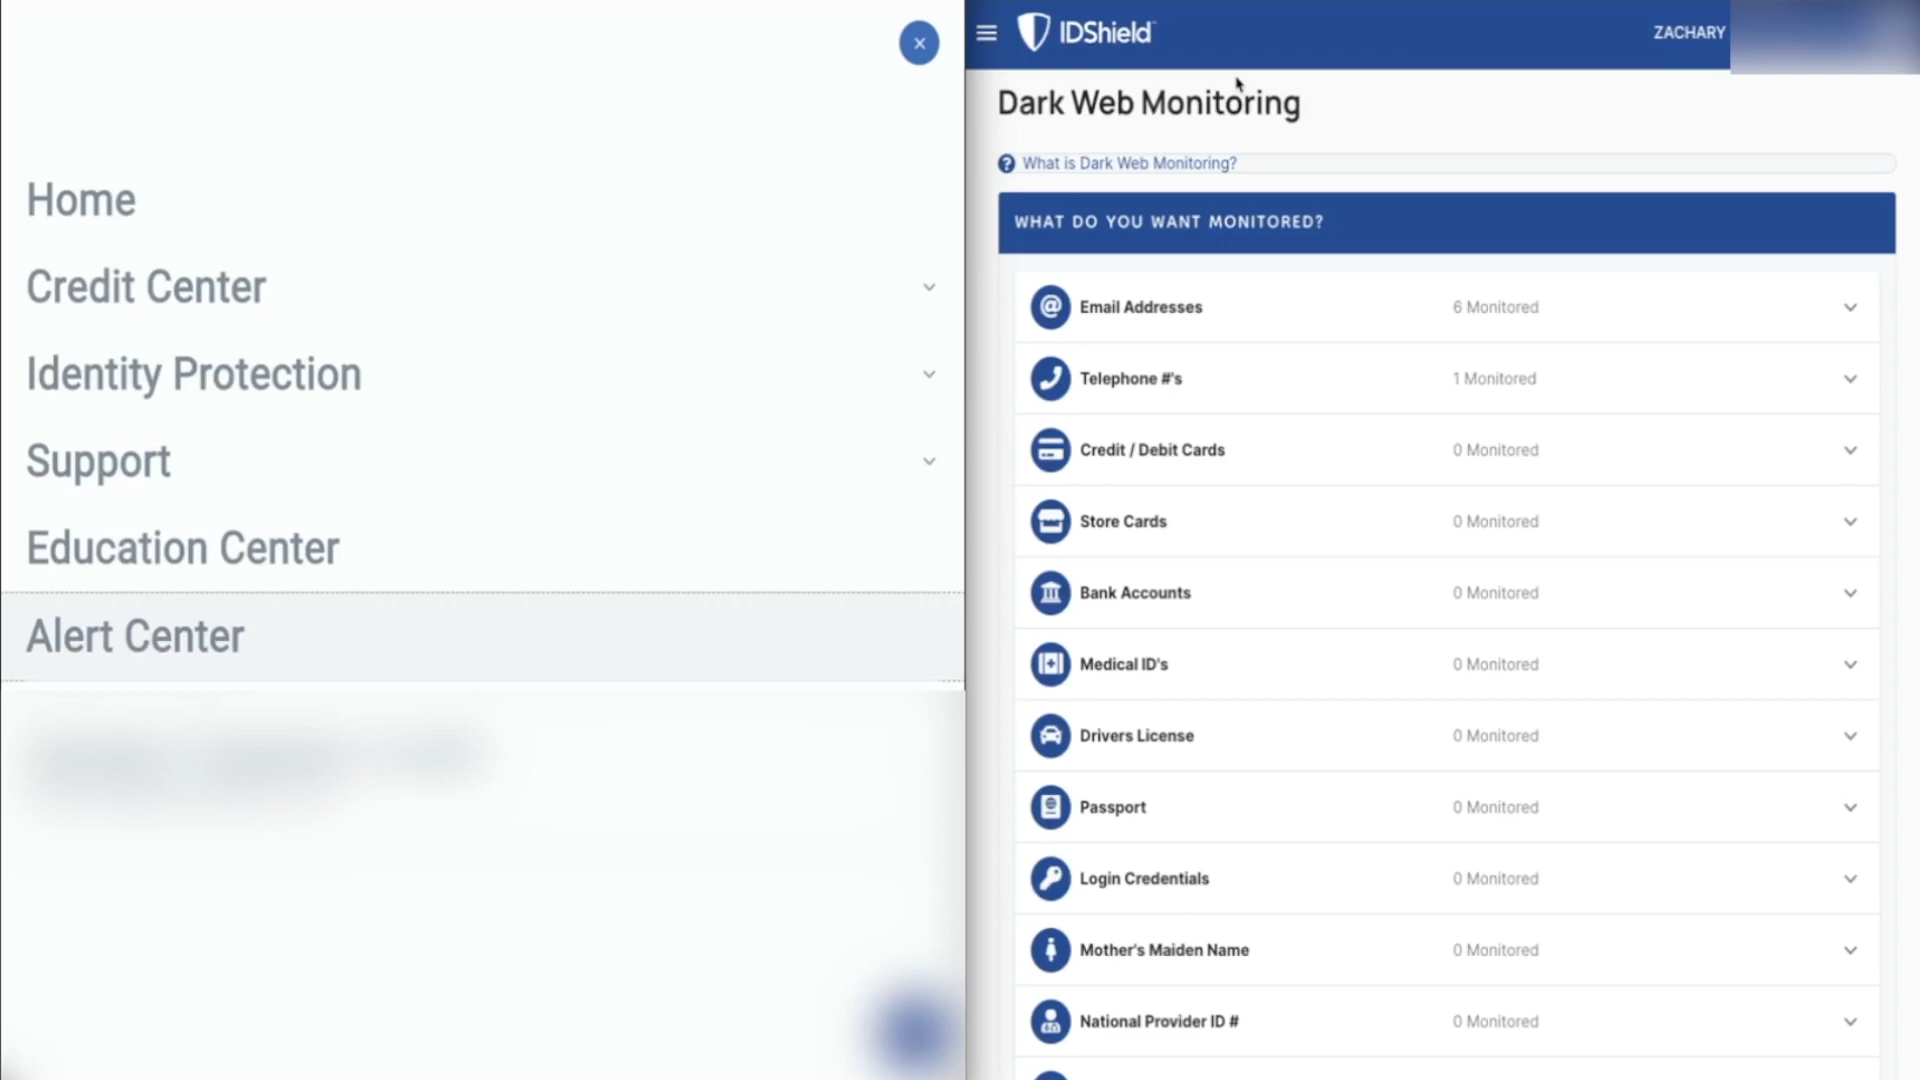 Home
Credit Center
Identity Protection
Support
Education Center
Alert Center
IDShield
ZACHARY
Dark Web Monitoring
What is Dark Web Monitoring?
WHAT DO YOU WANT MONITORED?
Email Addresses 6 Monitored
Telephone #'s 1 Monitored
Credit / Debit Cards 0 Monitored
Store Cards 0 Monitored
Bank Accounts 0 Monitored
Medical ID's 0 Monitored
Drivers License 0 Monitored
Passport 0 Monitored
Login Credentials 0 Monitored
Mother's Maiden Name 0 Monitored
National Provider ID # 0 Monitored